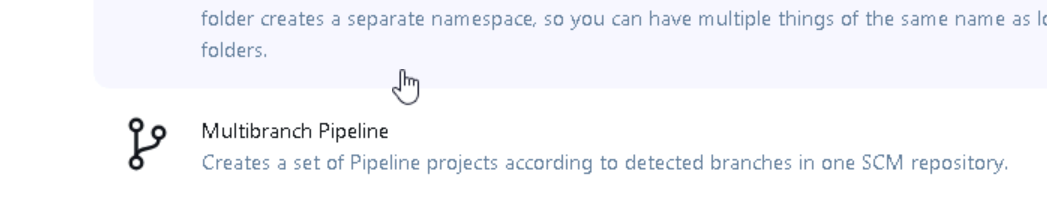 folder creates a separate namespace, so you can have multiple things of the same name as
folders.
Multibranch Pipeline
Creates a set of Pipeline projects according to detected branches in one SCM repository.